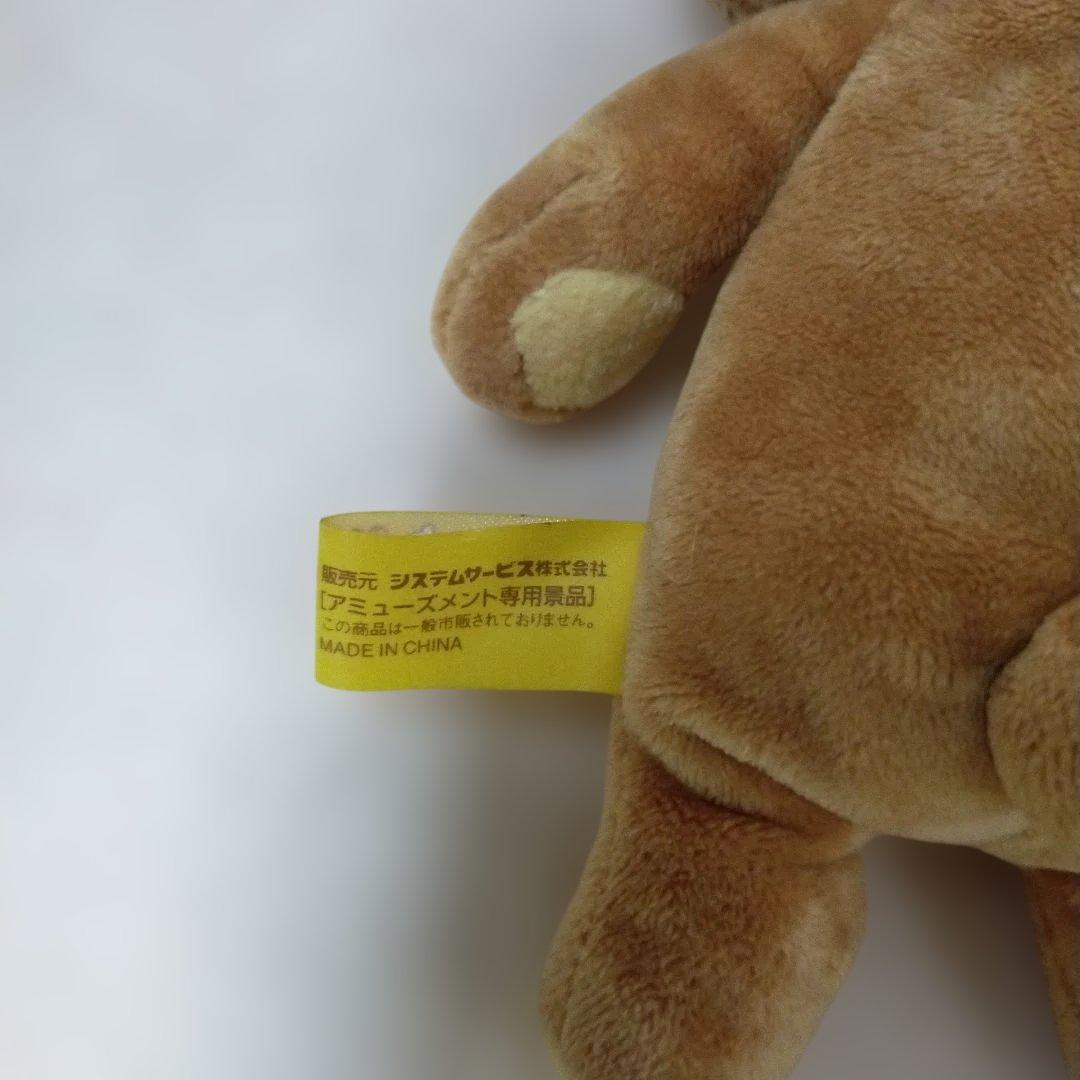 販売元 システムサービス株式会社
[アミューズメント専用景品]
この商品は一般市販されておりません。
MADE IN CHINA